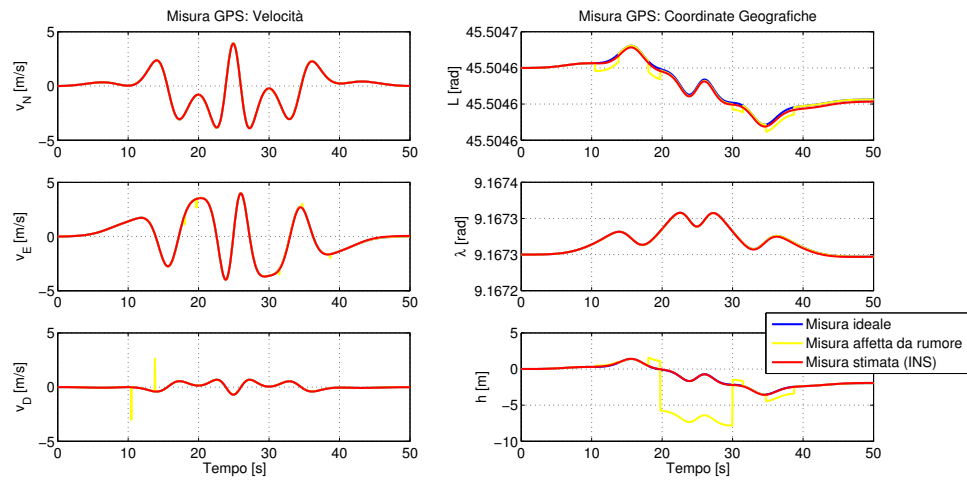 Misura GPS: Velocità
5
0
−5
v_N [m/s]
0 10 20 30 40 50
5
0
−5
v_E [m/s]
0 10 20 30 40 50
5
0
−5
v_D [m/s]
0 10 20 30 40 50
Tempo [s]
Misura GPS: Coordinate Geografiche
45.5047
45.5046
45.5046
45.5046
L [rad]
0 10 20 30 40 50
9.1674
9.1673
9.1673
9.1672
λ [rad]
0 10 20 30 40 50
Misura ideale
Misura affetta da rumore
Misura stimata (INS)
5
0
−5
−10
h [m]
0 10 20 30 40 50
Tempo [s]